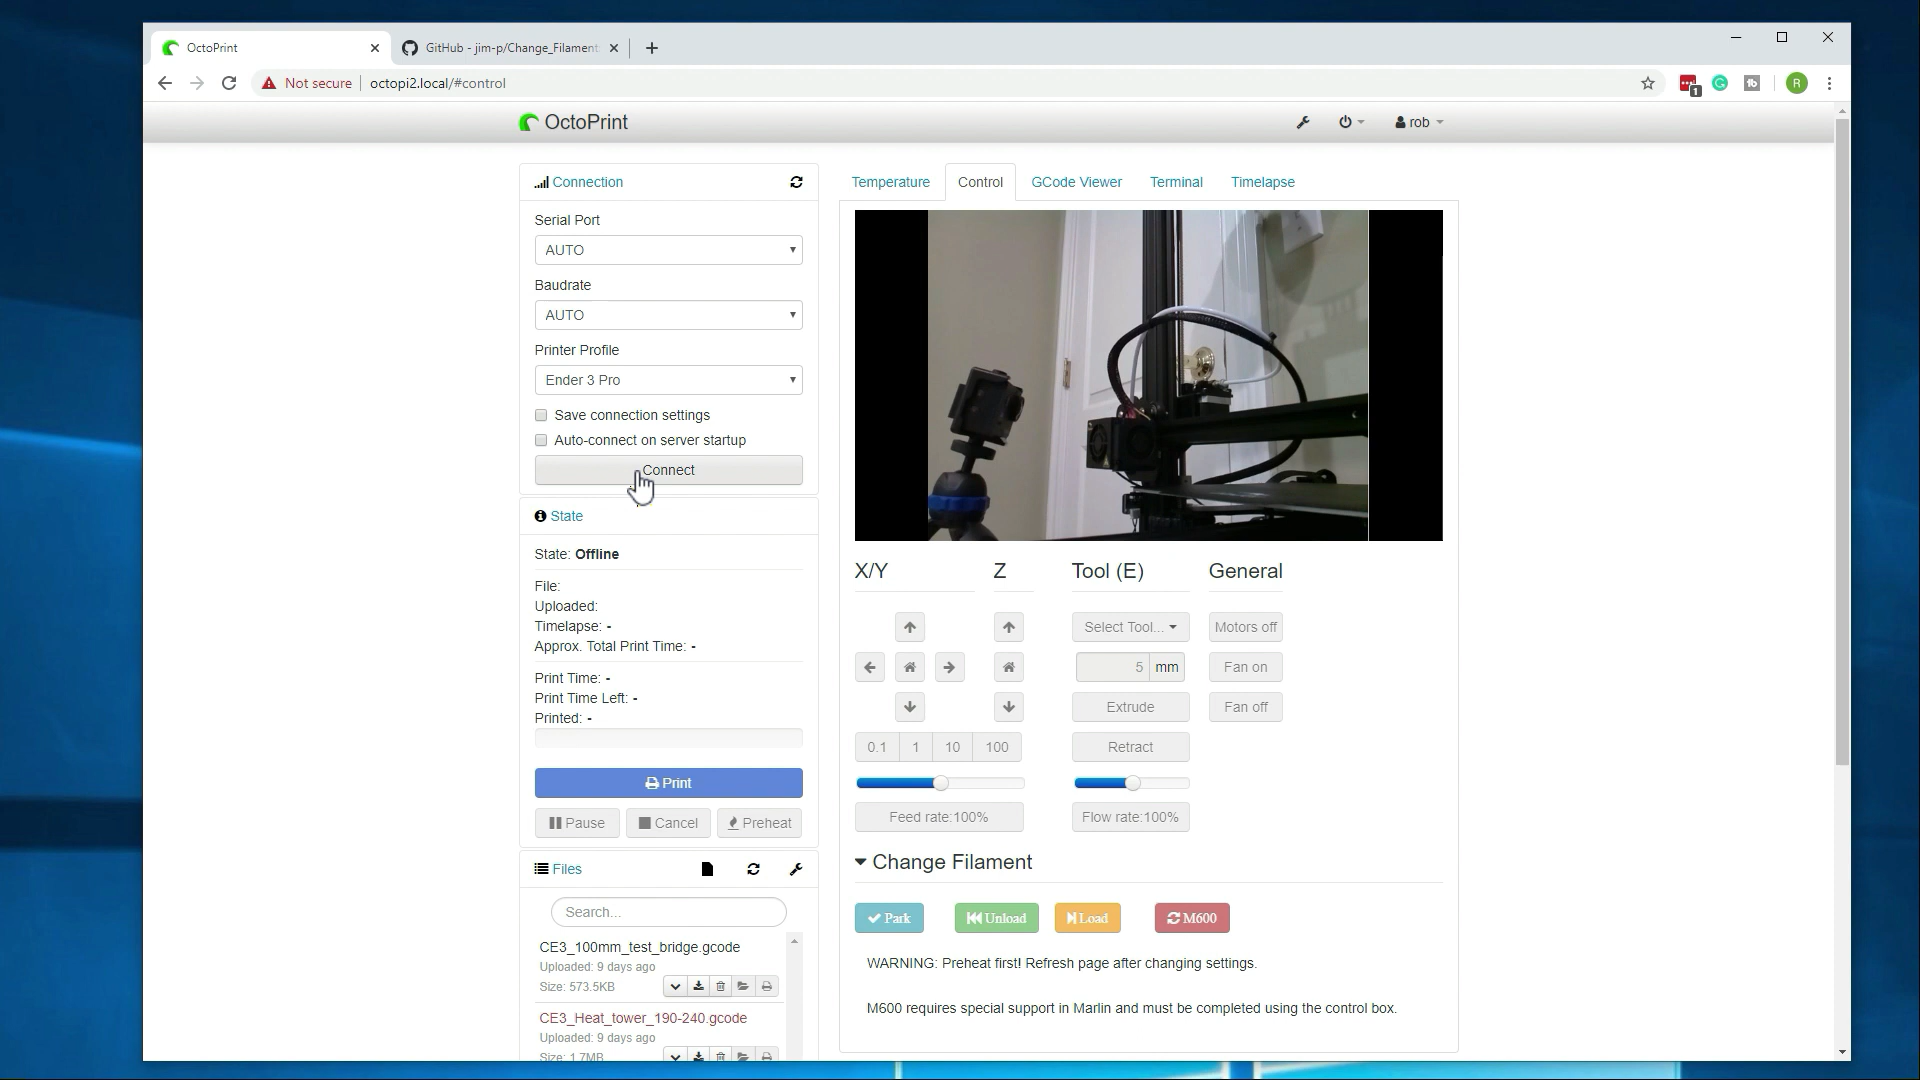 OctoPrint
GitHub - jim-p/Change_Filament
Not secure
octopi2.local/#control
1
R
OctoPrint
rob
Connection
Serial Port
AUTO
Baudrate
AUTO
Printer Profile
Ender 3 Pro
Save connection settings
Auto-connect on server startup
Connect
State
State: Offline
File:
Uploaded:
Timelapse: -
Approx. Total Print Time: -
Print Time: -
Print Time Left: -
Printed: -
Print
Pause
Cancel
Preheat
Files
Search...
CE3_100mm_test_bridge.gcode
Uploaded: 9 days ago
Size: 573.5KB
CE3_Heat_tower_190-240.gcode
Uploaded: 9 days ago
Size: 1.7MB
Temperature
Control
GCode Viewer
Terminal
Timelapse
X/Y
Z
Tool (E)
General
Select Tool...
Motors off
5 mm
Fan on
Extrude
Fan off
0.1
1
10
100
Retract
Feed rate:100%
Flow rate:100%
Change Filament
Park
Unload
Load
M600
WARNING: Preheat first! Refresh page after changing settings.
M600 requires special support in Marlin and must be completed using the control box.